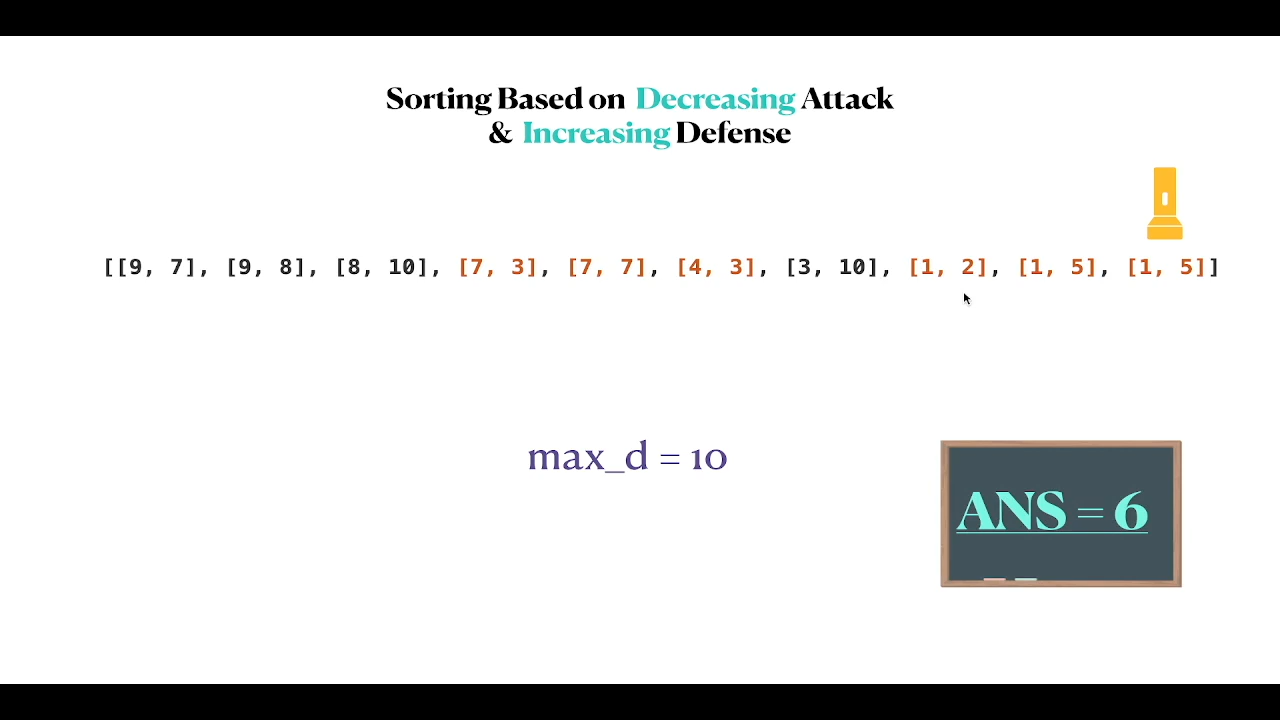 Sorting Based on Decreasing Attack
& Increasing Defense
[[9, 7], [9, 8], [8, 10], [7, 3], [7, 7], [4, 3], [3, 10], [1, 2], [1, 5], [1, 5]]
max_d = 10
ANS = 6